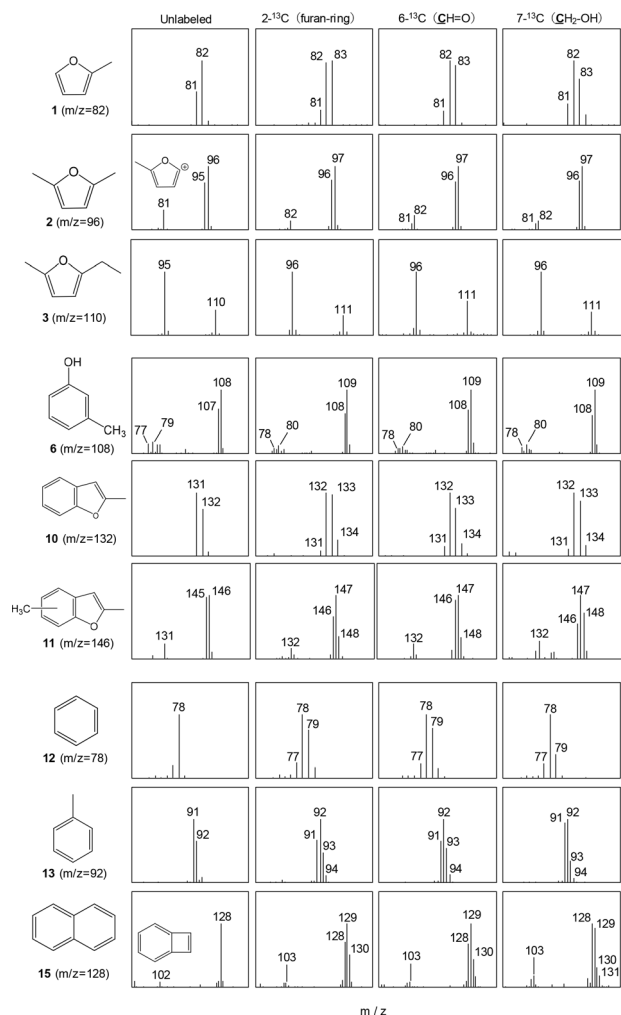 Unlabeled 2-¹³C (furan-ring) 6-¹³C (CH=O) 7-¹³C (CH₂-OH)
O
1 (m/z=82)
82 81
82 83 81
82 83 81
82 83 81
O
2 (m/z=96)
O ⊕ 96 95 81
97 96 82
97 96 81 82
97 96 81 82
O
3 (m/z=110)
95 110
96 111
96 111
96 111
OH
CH₃
6 (m/z=108)
108 107 77 79
109 108 78 80
109 108 78 80
109 108 78 80
O
10 (m/z=132)
131 132
132 133 131 134
132 133 131 134
132 133 131 134
H₃C
O
11 (m/z=146)
145 146 131
147 146 148 132
146 147 148 132
147 146 148 132
12 (m/z=78)
78
78 79 77
78 79 77
78 79 77
13 (m/z=92)
91 92
92 91 93 94
92 91 93 94
91 92 93 94
15 (m/z=128)
128 102
129 128 130 103
129 128 130 103
128 129 130 131 103
m / z